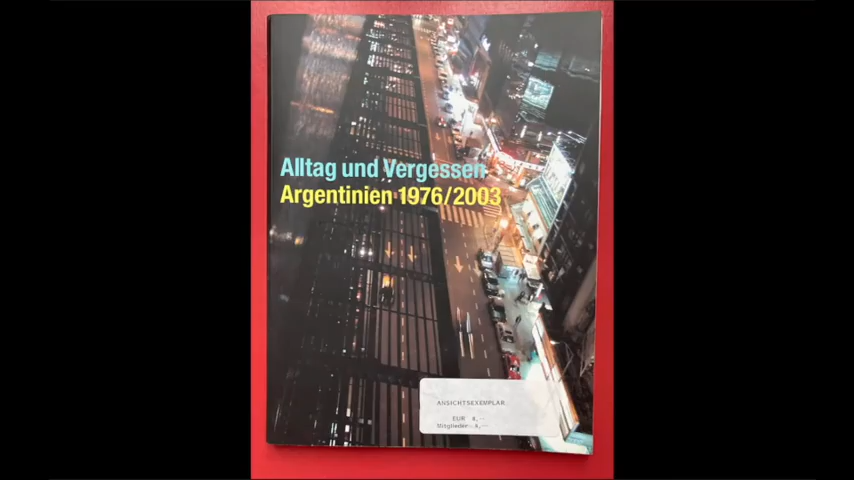 Alltag und Vergessen
Argentinien 1976/2003
ANSICHTSEXEMPLAR
EUR
Mitglieder